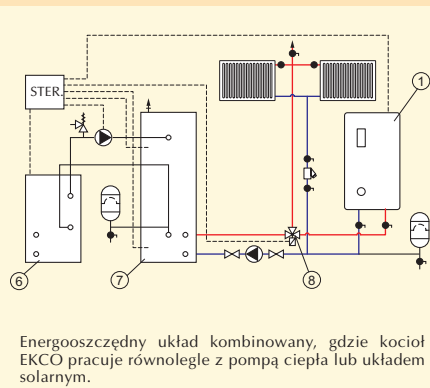 STER.
1
6
7
8
Energooszczędny układ kombinowany, gdzie kocioł
EKCO pracuje równolegle z pompą ciepła lub układem
solarnym.